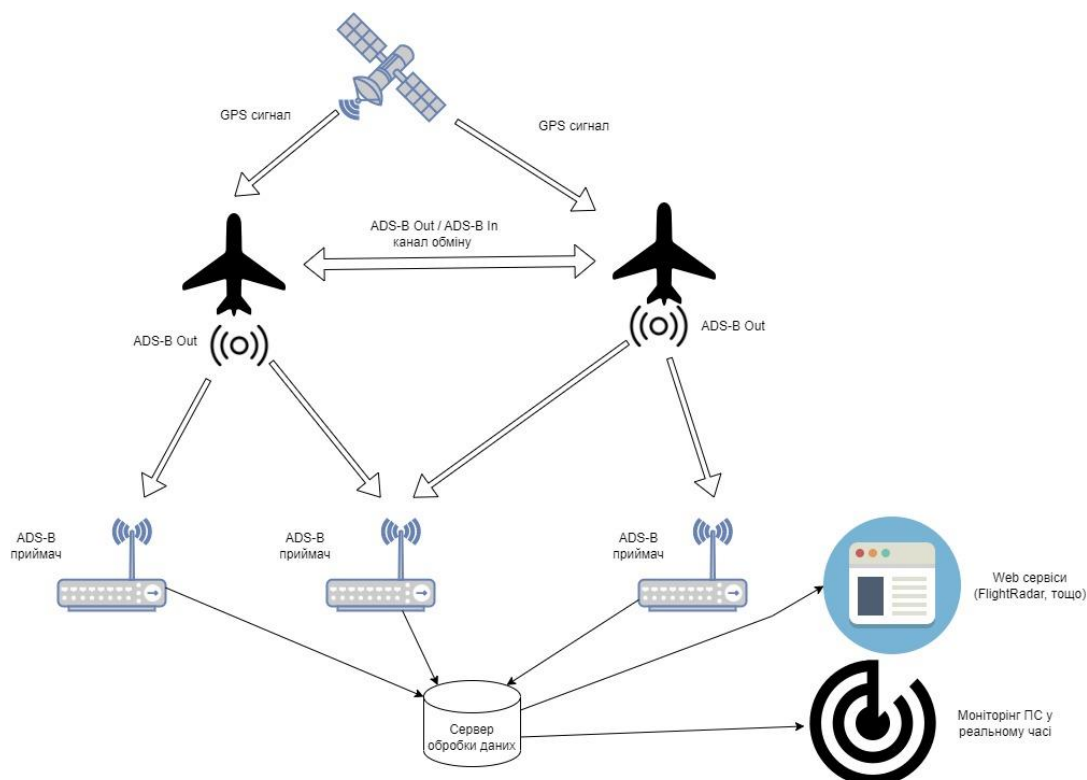 GPS сигнал
GPS сигнал
ADS-B Out / ADS-B In
канал обміну
ADS-B Out
ADS-B Out
ADS-B
приймач
ADS-B
приймач
ADS-B
приймач
Web сервіси
(FlightRadar, тощо)
Сервер
обробки даних
Моніторінг ПС у
реальному часі